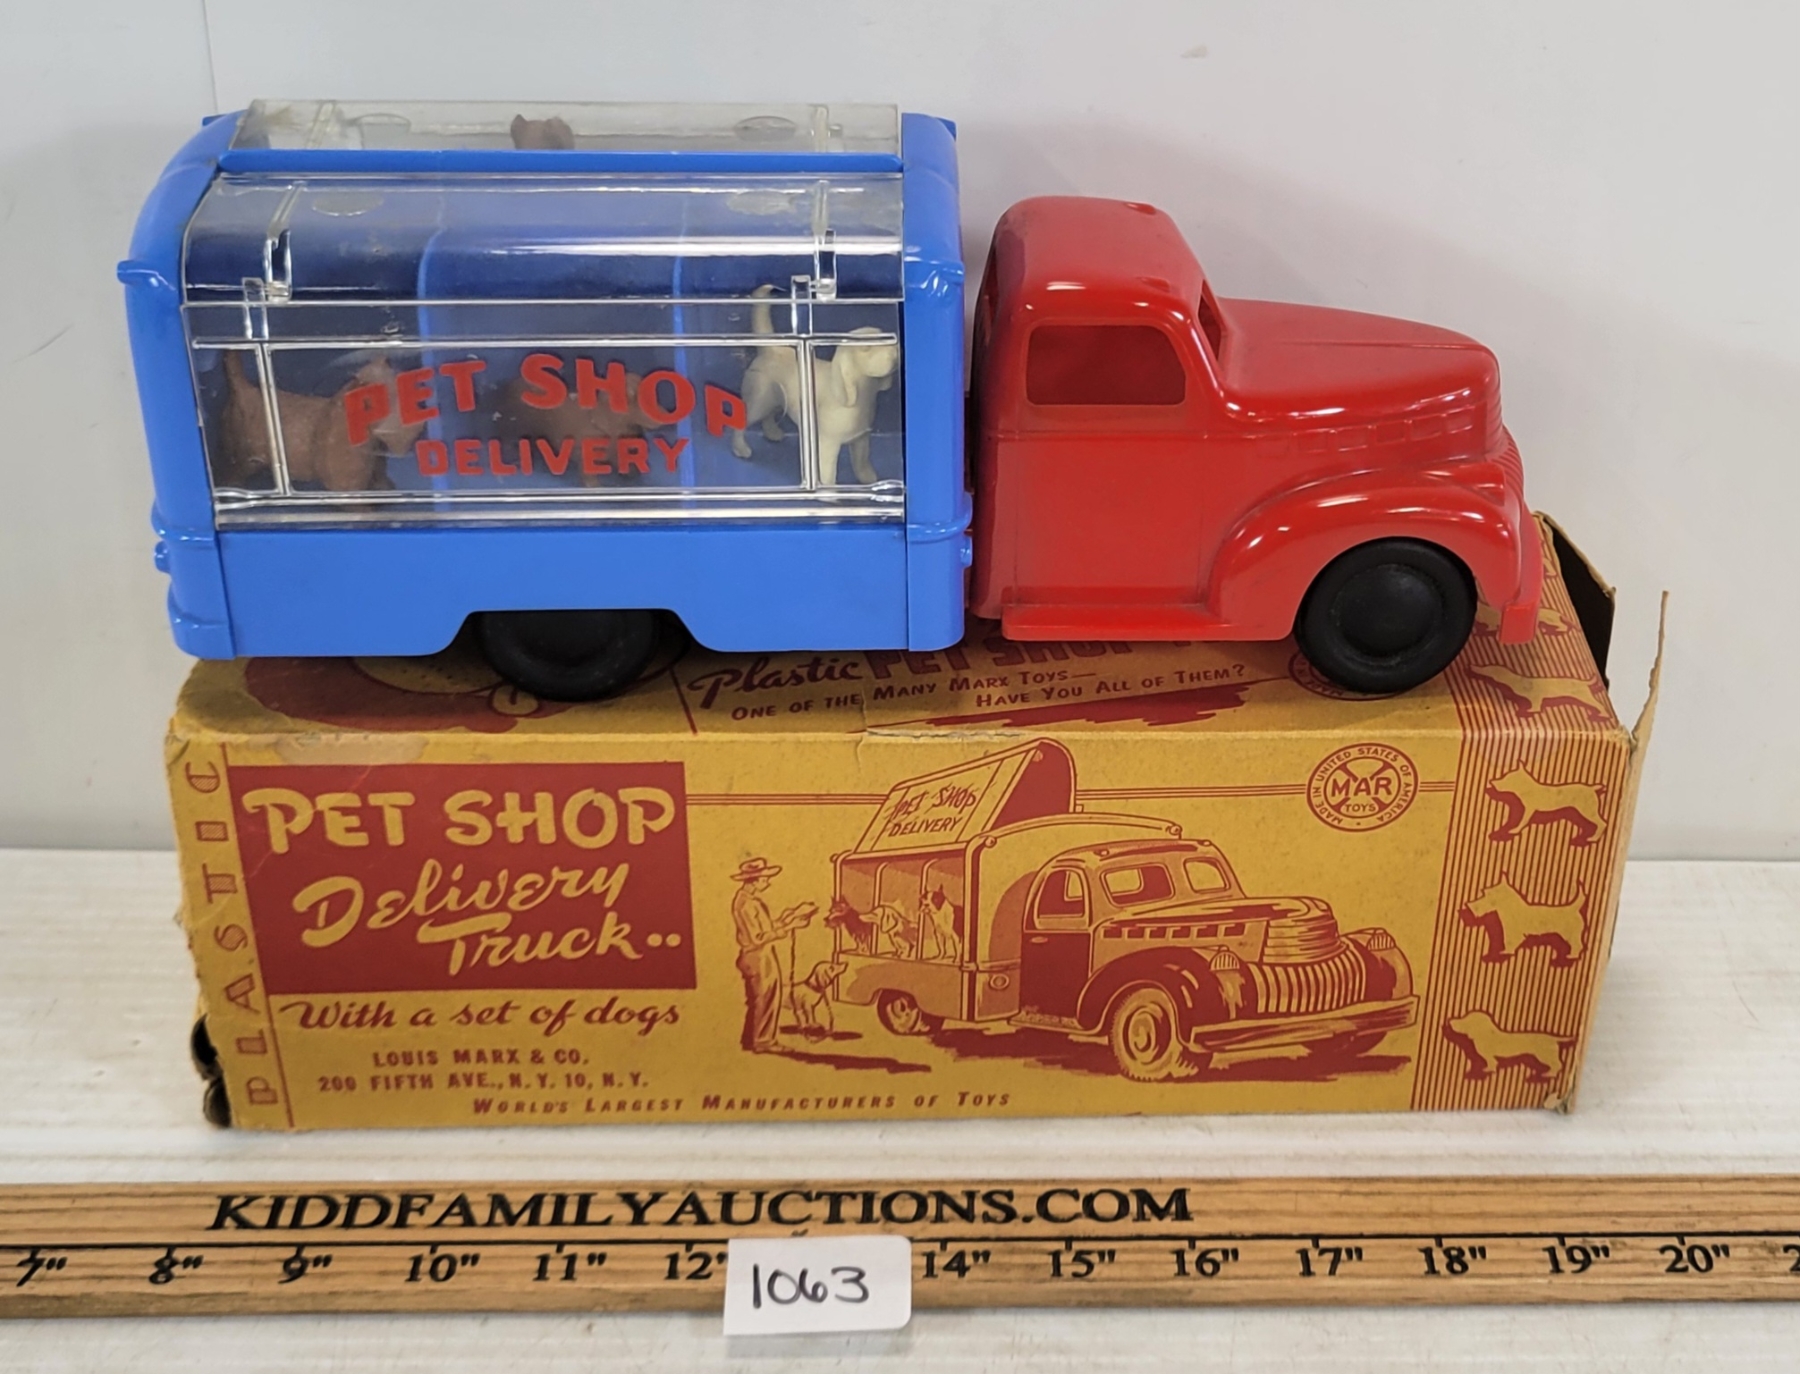 PET SHOP
DELIVERY
Plastic PET SHOP
ONE OF THE MANY MARX TOYS—
HAVE YOU ALL OF THEM?
PLASTIC
PET SHOP
Delivery
Truck..
With a set of dogs
LOUIS MARX & CO.
200 FIFTH AVE., N.Y. 10, N.Y.
WORLD'S LARGEST MANUFACTURERS OF TOYS
PET SHOP
DELIVERY
MADE IN UNITED STATES OF AMERICA
MAR
TOYS
KIDDFAMILYAUCTIONS.COM
7" 8" 9" 10" 11" 12" 14" 15" 16" 17" 18" 19" 20"
1063